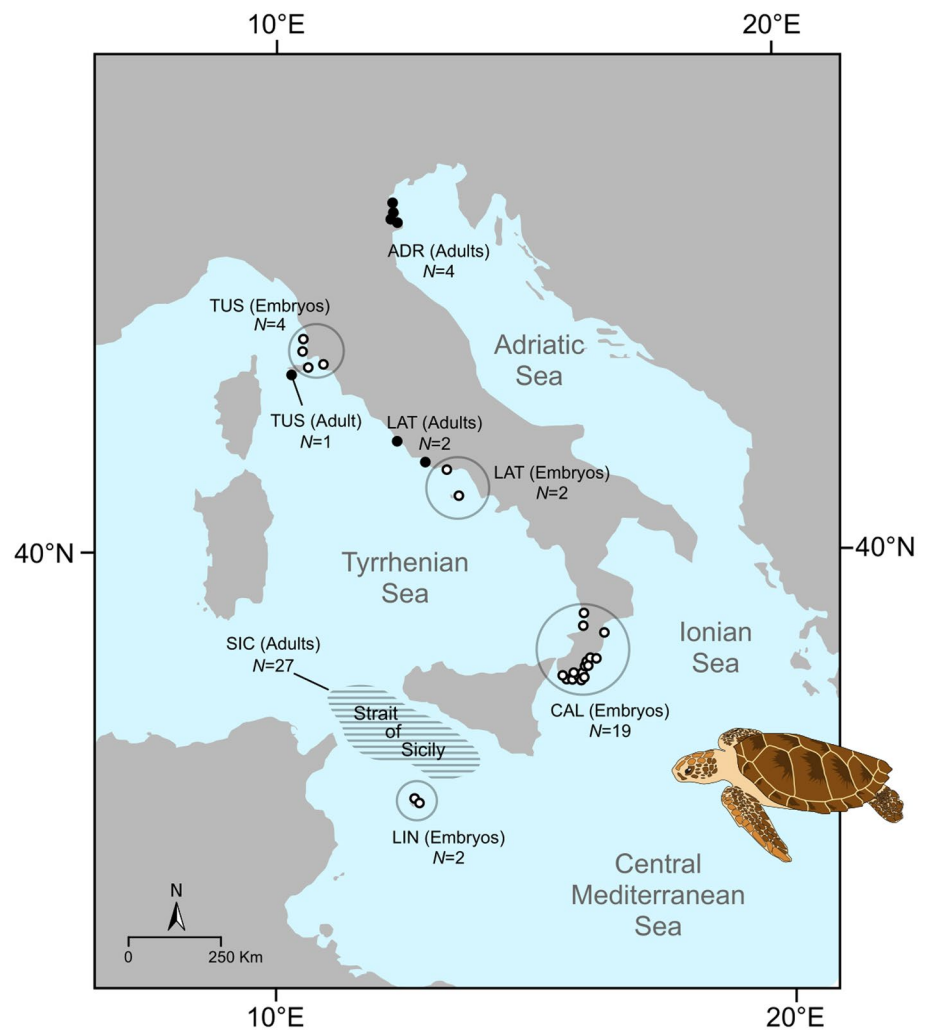 10°E
20°E
ADR (Adults)
N=4
TUS (Embryos)
N=4
Adriatic
Sea
TUS (Adult)
N=1
LAT (Adults)
N=2
LAT (Embryos)
N=2
40°N
40°N
Tyrrhenian
Sea
SIC (Adults)
N=27
Ionian
Sea
Strait
of
Sicily
CAL (Embryos)
N=19
LIN (Embryos)
N=2
Central
Mediterranean
Sea
N
0
250 Km
10°E
20°E